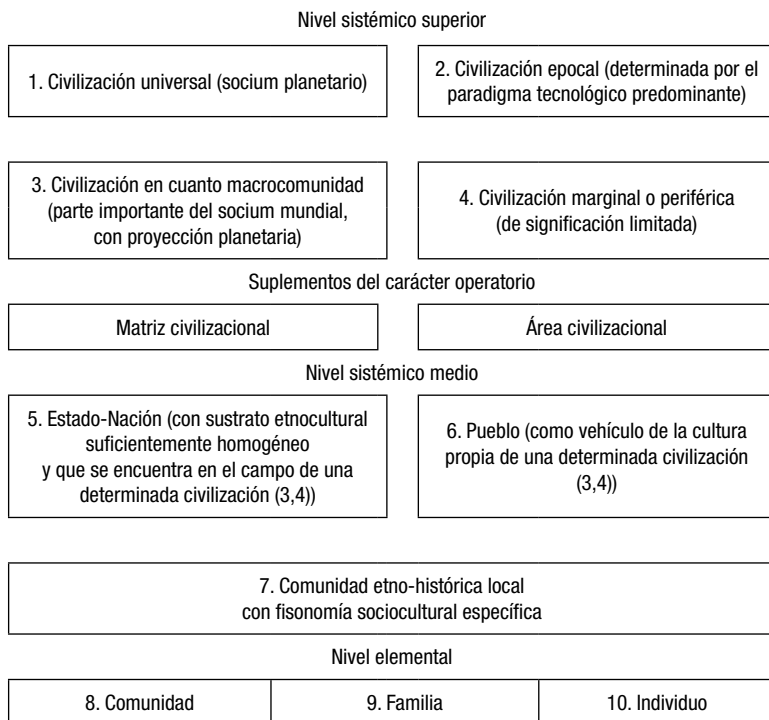 Nivel sistémico superior
1. Civilización universal (socium planetario)
2. Civilización epocal (determinada por el
paradigma tecnológico predominante)
3. Civilización en cuanto macrocomunidad
(parte importante del socium mundial,
con proyección planetaria)
4. Civilización marginal o periférica
(de significación limitada)
Suplementos del carácter operatorio
Matriz civilizacional
Área civilizacional
Nivel sistémico medio
5. Estado-Nación (con sustrato etnocultural
suficientemente homogéneo
y que se encuentra en el campo de una
determinada civilización (3,4))
6. Pueblo (como vehículo de la cultura
propia de una determinada civilización
(3,4))
7. Comunidad etno-histórica local
con fisonomía sociocultural específica
Nivel elemental
8. Comunidad
9. Familia
10. Individuo